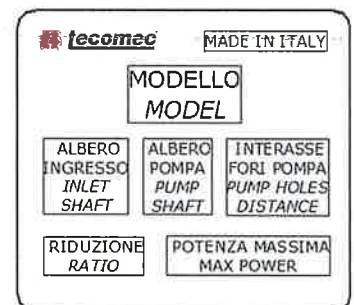 tecomec MADE IN ITALY
MODELLO
MODEL
ALBERO INGRESSO INLET SHAFT
ALBERO POMPA PUMP SHAFT
INTERASSE FORI POMPA PUMP HOLES DISTANCE
RIDUZIONE RATIO
POTENZA MASSIMA MAX POWER